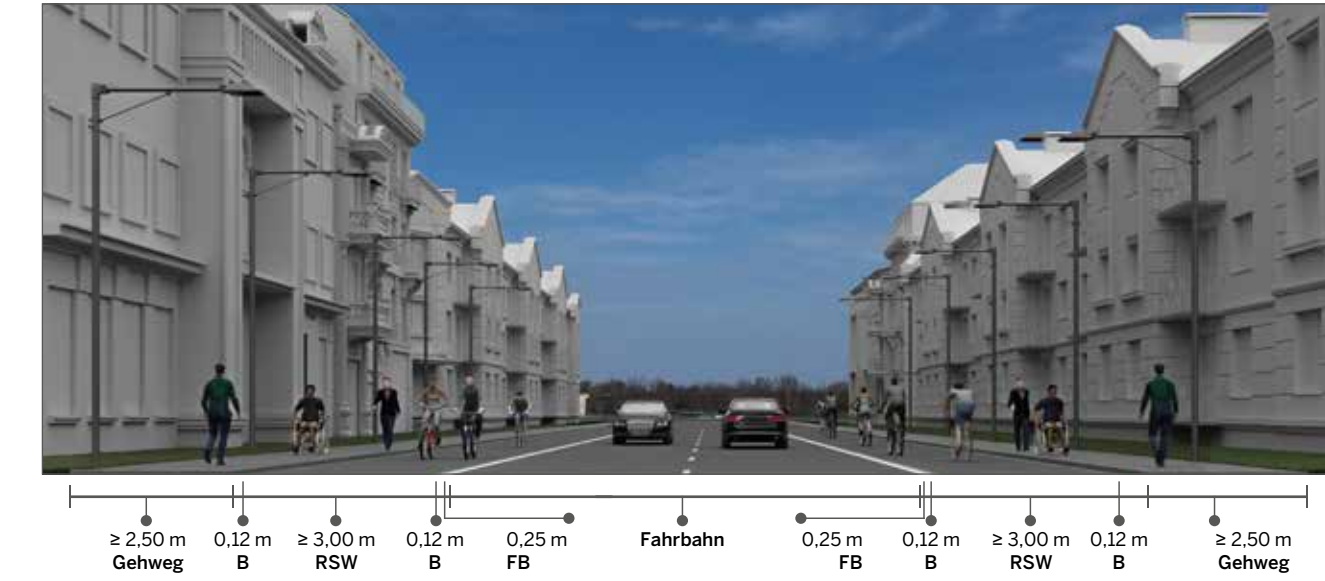 ≥ 2,50 m 0,12 m ≥ 3,00 m 0,12 m 0,25 m Fahrbahn 0,25 m 0,12 m ≥ 3,00 m 0,12 m ≥ 2,50 m
Gehweg B RSW B FB FB B RSW B Gehweg